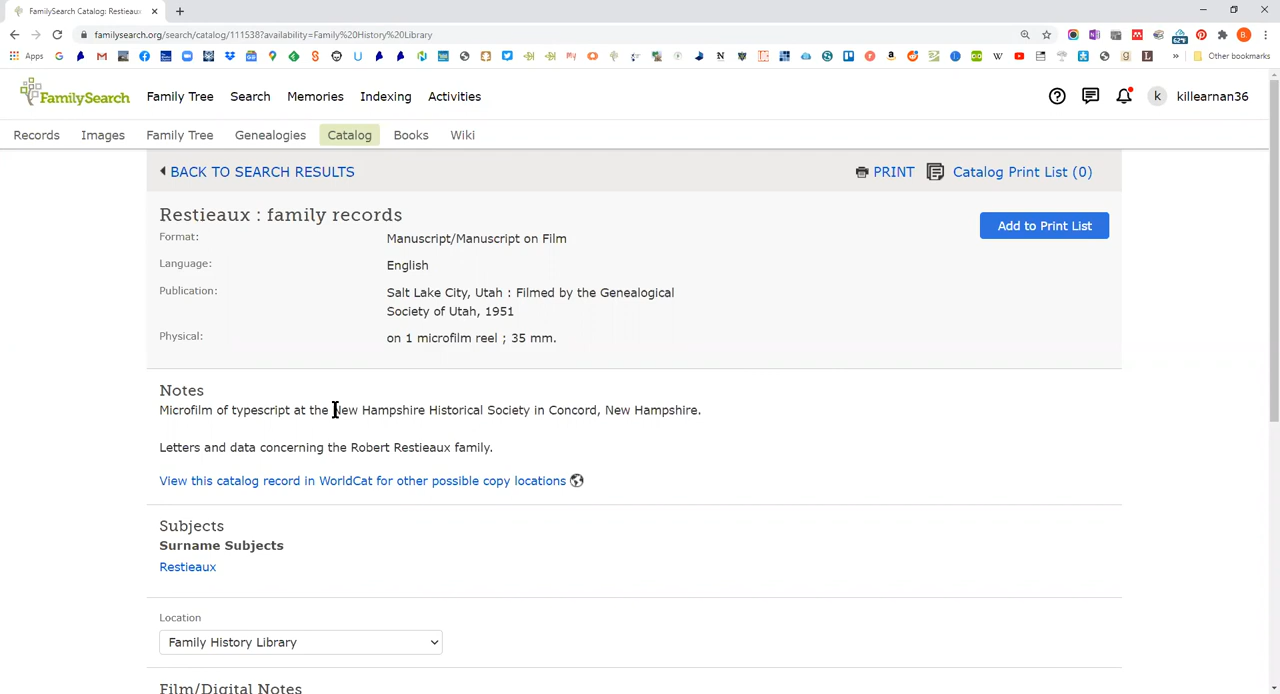 FamilySearch Catalog: Restieaux
familysearch.org/search/catalog/111538?availability=Family%20History%20Library
Apps
Other bookmarks
FamilySearch
Family Tree
Search
Memories
Indexing
Activities
killearnan36
Records
Images
Family Tree
Genealogies
Catalog
Books
Wiki
BACK TO SEARCH RESULTS
PRINT
Catalog Print List (0)
Restieaux : family records
Add to Print List
Format:
Manuscript/Manuscript on Film
Language:
English
Publication:
Salt Lake City, Utah : Filmed by the Genealogical
Society of Utah, 1951
Physical:
on 1 microfilm reel ; 35 mm.
Notes
Microfilm of typescript at the New Hampshire Historical Society in Concord, New Hampshire.
Letters and data concerning the Robert Restieaux family.
View this catalog record in WorldCat for other possible copy locations
Subjects
Surname Subjects
Restieaux
Location
Family History Library
Film/Digital Notes